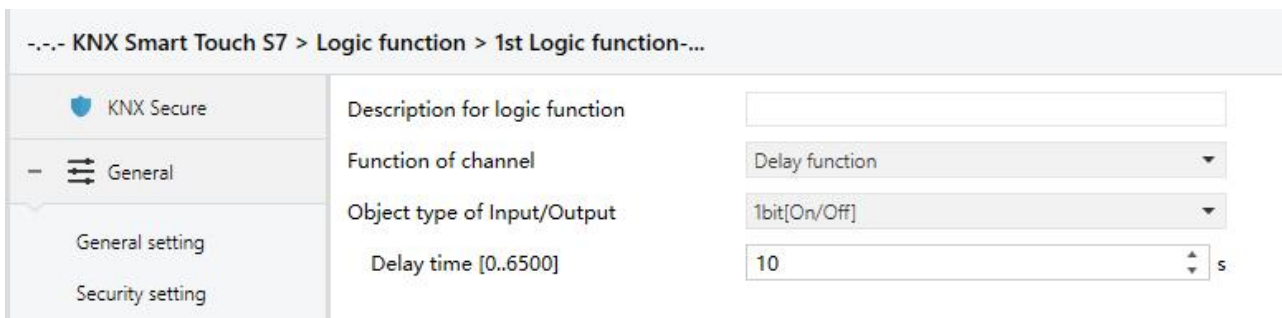 -.-.- KNX Smart Touch S7 > Logic function > 1st Logic function-...
KNX Secure
General
General setting
Security setting
Description for logic function
Function of channel Delay function
Object type of Input/Output 1bit[On/Off]
Delay time [0..6500] 10 s